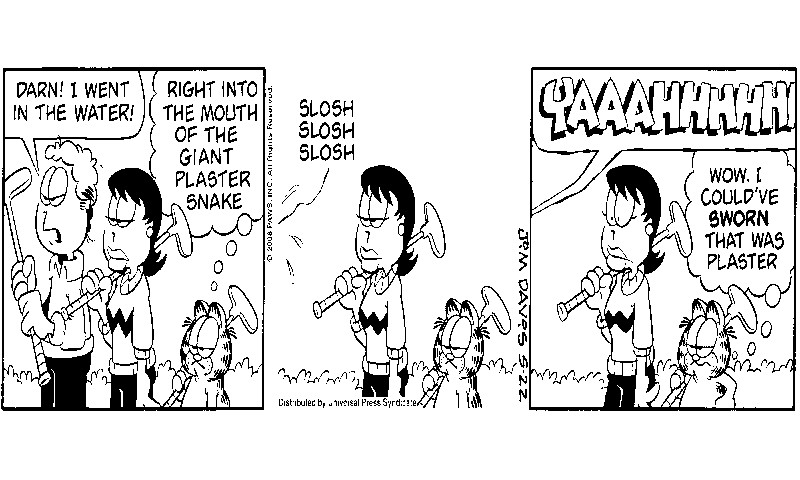 DARN! I WENT
IN THE WATER!
RIGHT INTO
THE MOUTH
OF THE
GIANT
PLASTER
SNAKE
© 2008 PAWS, INC. All Rights Reserved.
SLOSH
SLOSH
SLOSH
Distributed by Universal Press Syndicate
JIM DAVIS 5-22
YAAAHHHHH
WOW. I
COULD'VE
SWORN
THAT WAS
PLASTER